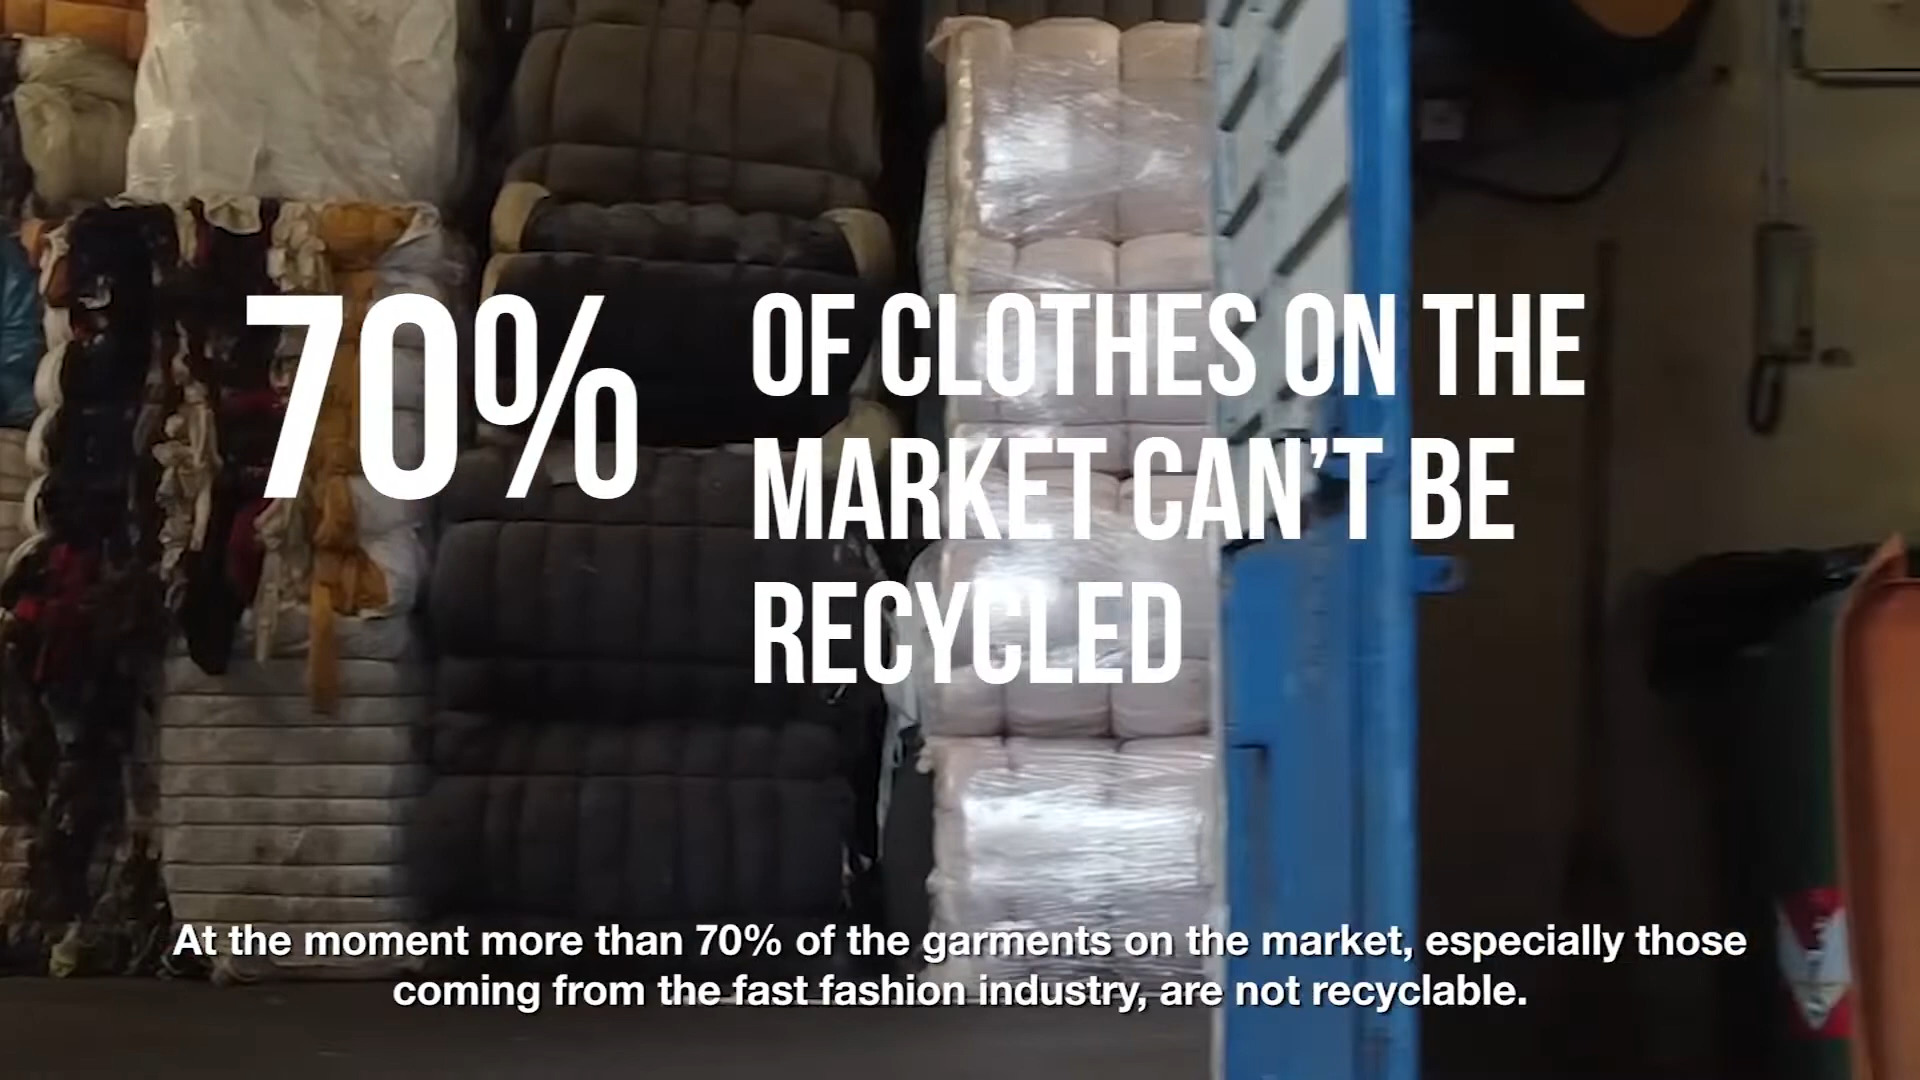 70%
OF CLOTHES ON THE
MARKET CAN'T BE
RECYCLED
At the moment more than 70% of the garments on the market, especially those
coming from the fast fashion industry, are not recyclable.